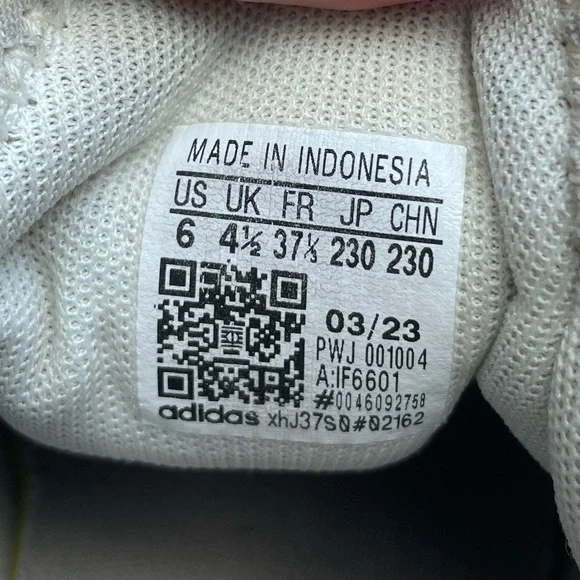 MADE IN INDONESIA
US UK FR JP CHN
6 4½ 37⅓ 230 230
03/23
PWJ 001004
A:IF6601
#0046092758
adidas xhJ37S0#02162